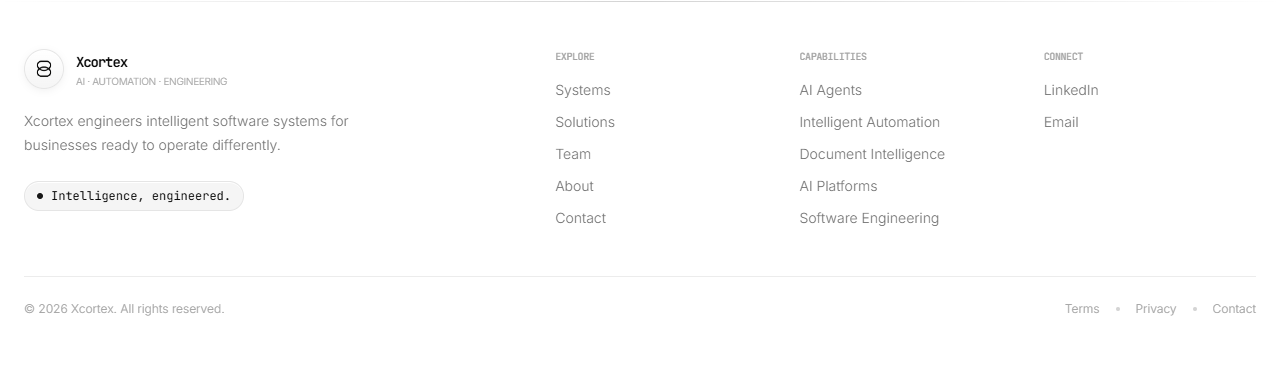 Xcortex
AI · AUTOMATION · ENGINEERING
Xcortex engineers intelligent software systems for
businesses ready to operate differently.
Intelligence, engineered.
EXPLORE
Systems
Solutions
Team
About
Contact
CAPABILITIES
AI Agents
Intelligent Automation
Document Intelligence
AI Platforms
Software Engineering
CONNECT
LinkedIn
Email
© 2026 Xcortex. All rights reserved.
Terms • Privacy • Contact